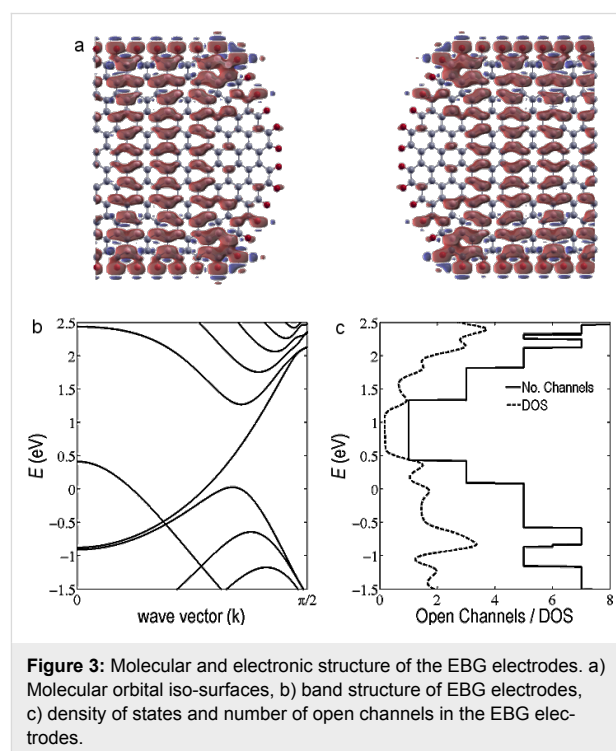 a
b
c
2.5
2
1.5
1
0.5
0
−0.5
−1
−1.5
E (eV)
0
π/2
wave vector (k)
2.5
2
1.5
1
0.5
0
−0.5
−1
−1.5
E (eV)
No. Channels
DOS
0
2
4
6
8
Open Channels / DOS
Figure 3: Molecular and electronic structure of the EBG electrodes. a)
Molecular orbital iso-surfaces, b) band structure of EBG electrodes,
c) density of states and number of open channels in the EBG elec-
trodes.